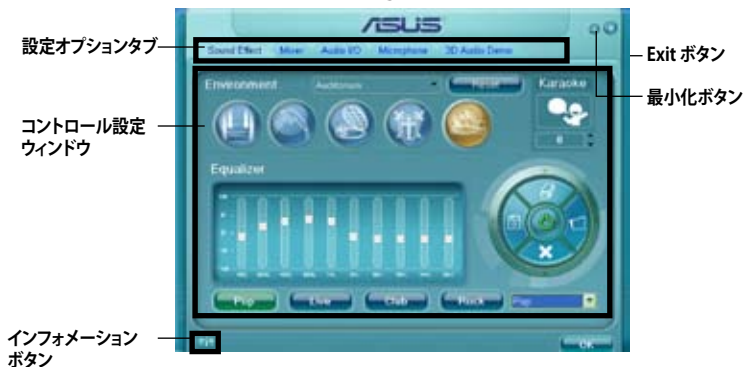 ASUS
設定オプションタブ
Sound Effect Mixer Audio I/O Microphone 3D Audio Demo
Exit ボタン
最小化ボタン
Environment Auditorium Reset Karaoke
コントロール設定
ウィンドウ
0
Equalizer
Pop Live Club Rock Pop
インフォメーション
ボタン
OK